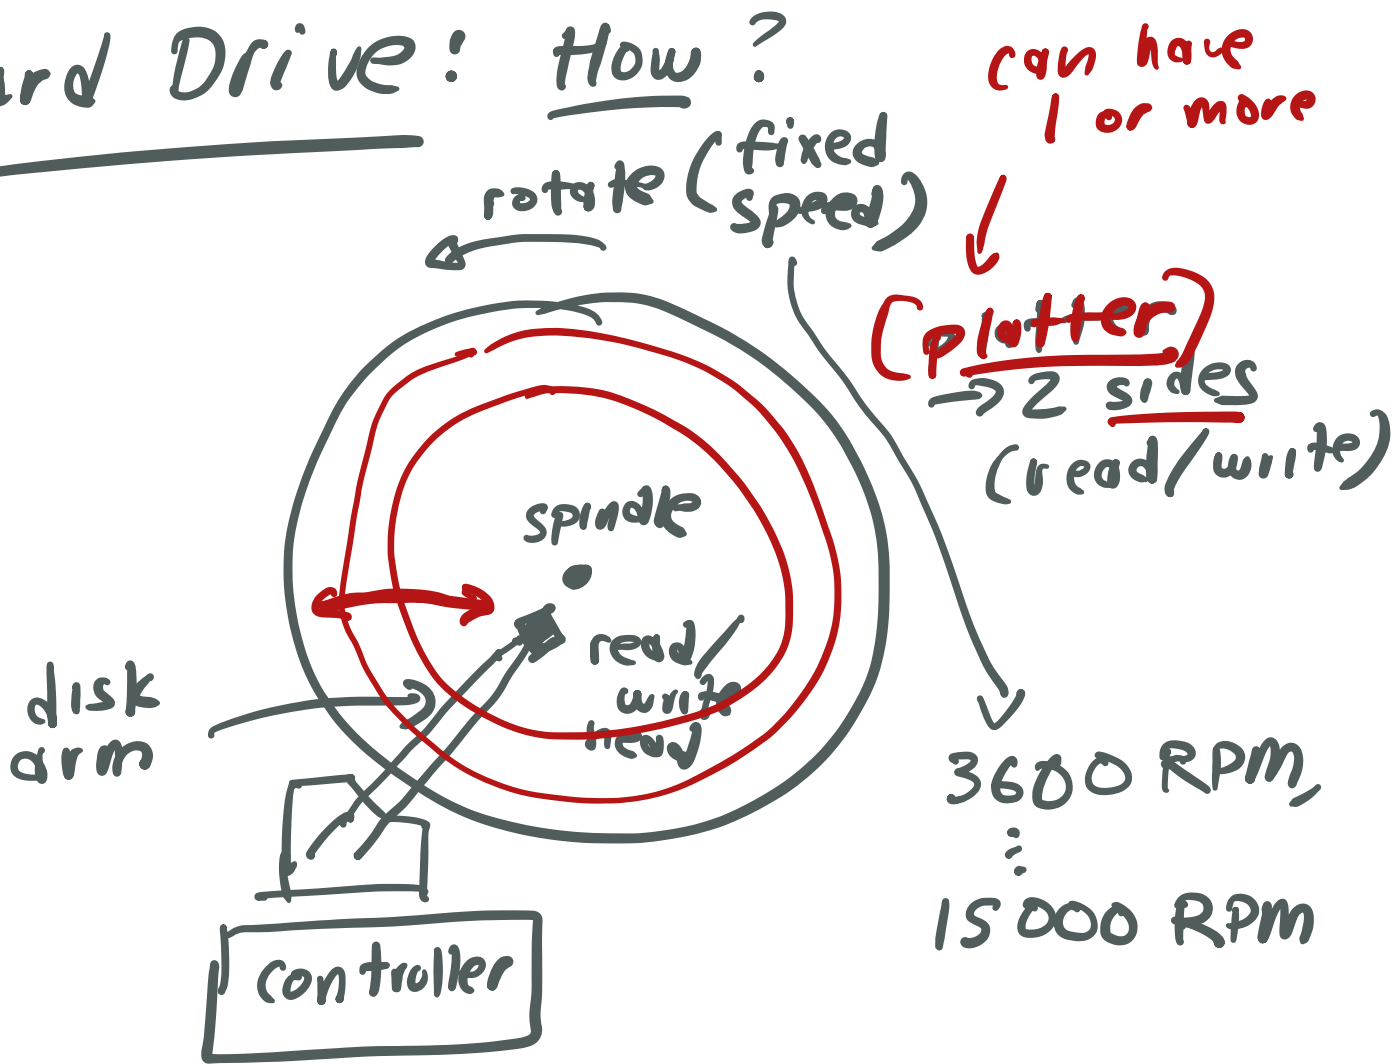 ard Drive: How?
can have
1 or more
rotate (fixed
speed)
(platter)
→ 2 sides
(read/write)
spindle
read/
write
head
disk
arm
3600 RPM,
⋮
15000 RPM
controller